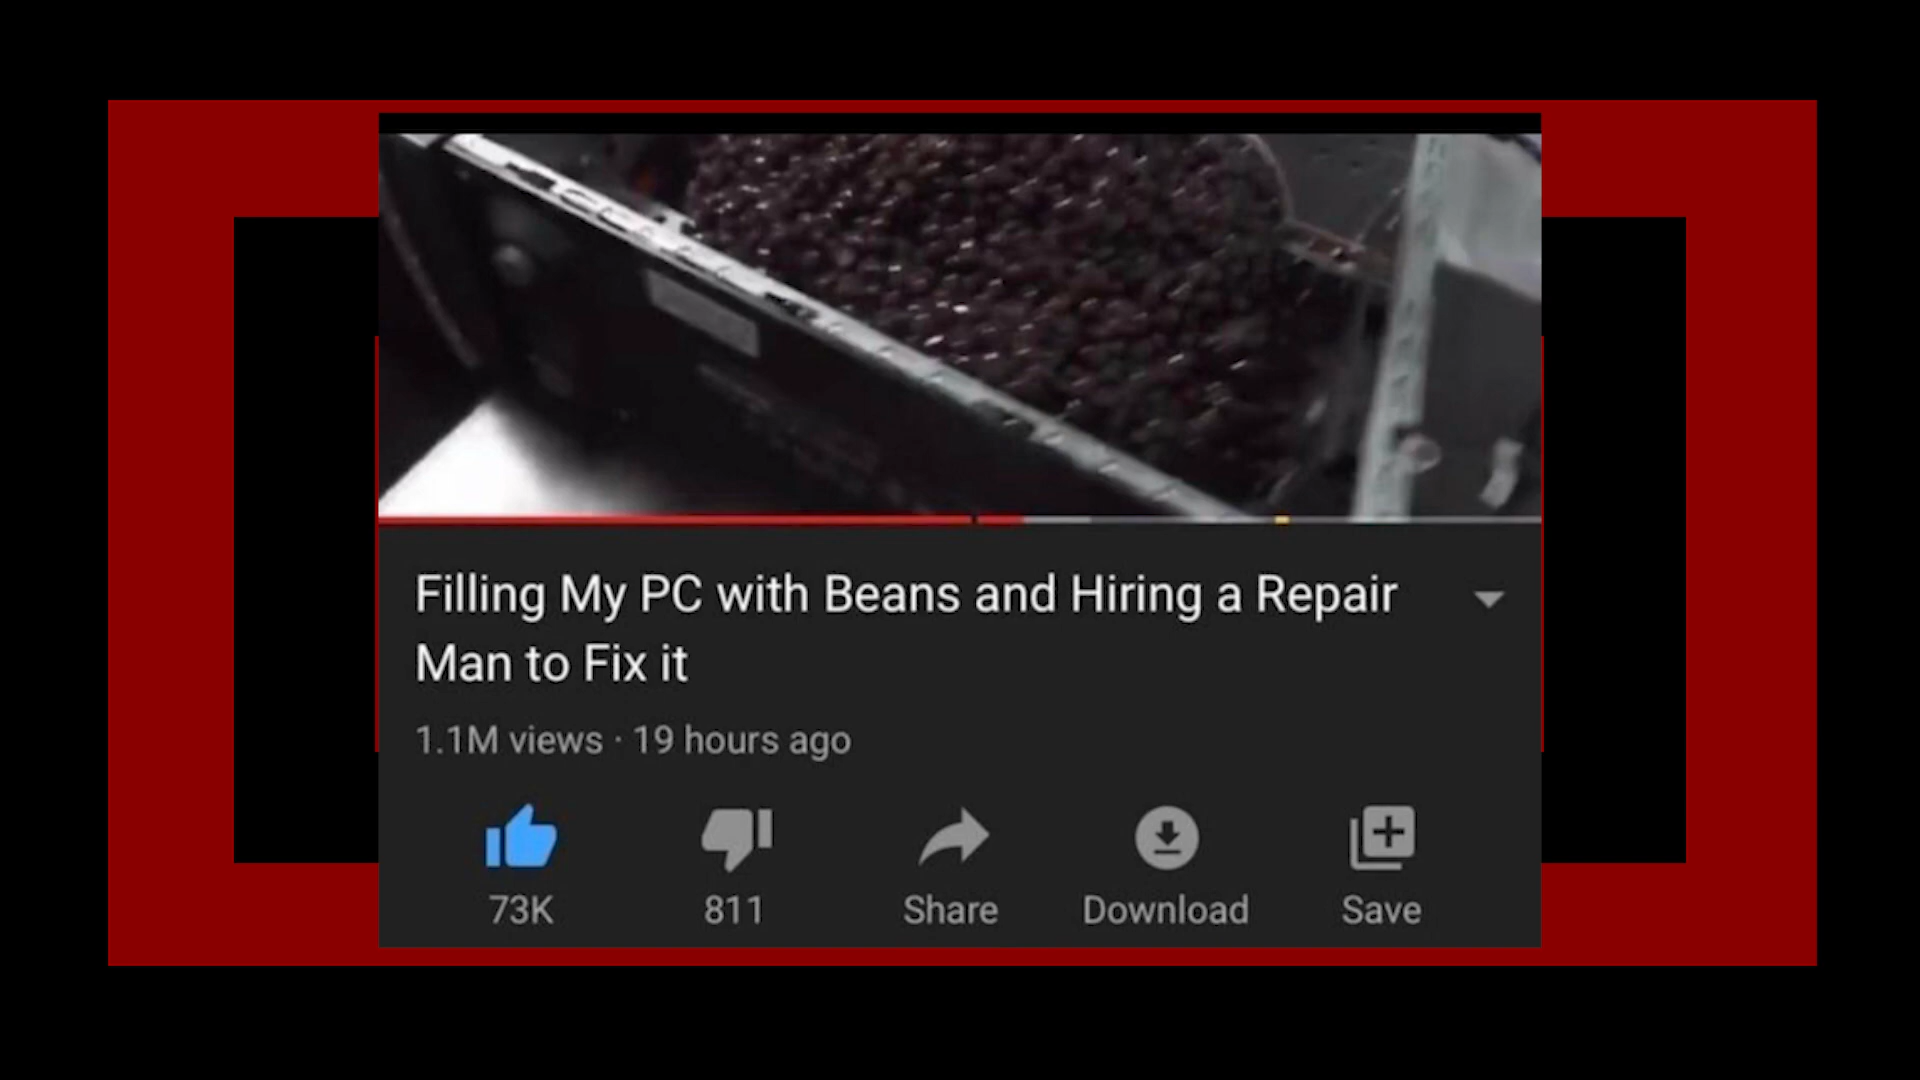 Filling My PC with Beans and Hiring a Repair
Man to Fix it
1.1M views · 19 hours ago
73K
811
Share
Download
Save